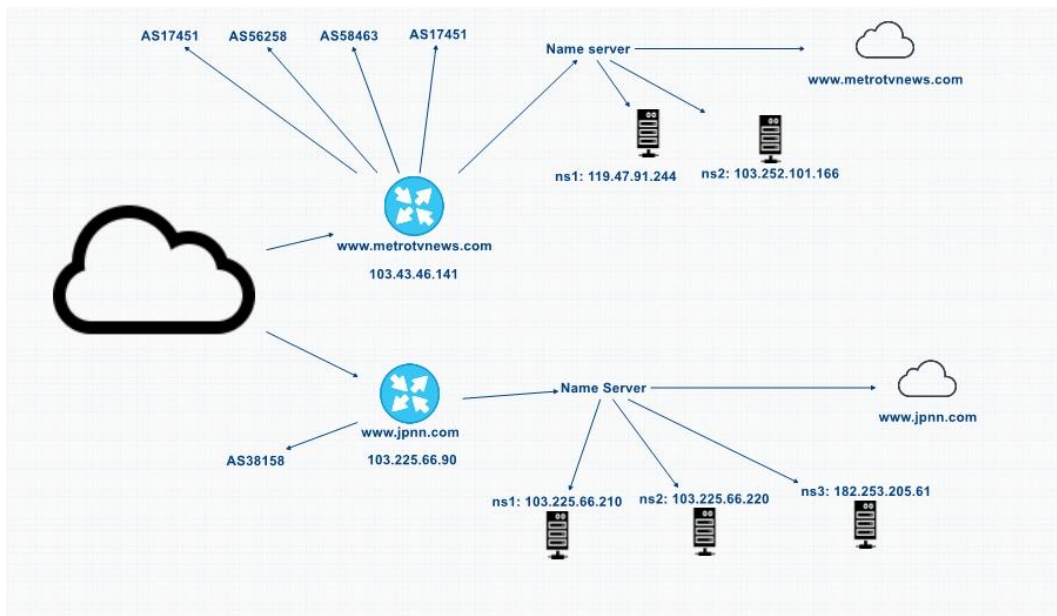 AS17451
AS56258
AS58463
AS17451
Name server
www.metrotvnews.com
ns1: 119.47.91.244
ns2: 103.252.101.166
www.metrotvnews.com
103.43.46.141
Name Server
www.jpnn.com
www.jpnn.com
103.225.66.90
AS38158
ns1: 103.225.66.210
ns2: 103.225.66.220
ns3: 182.253.205.61